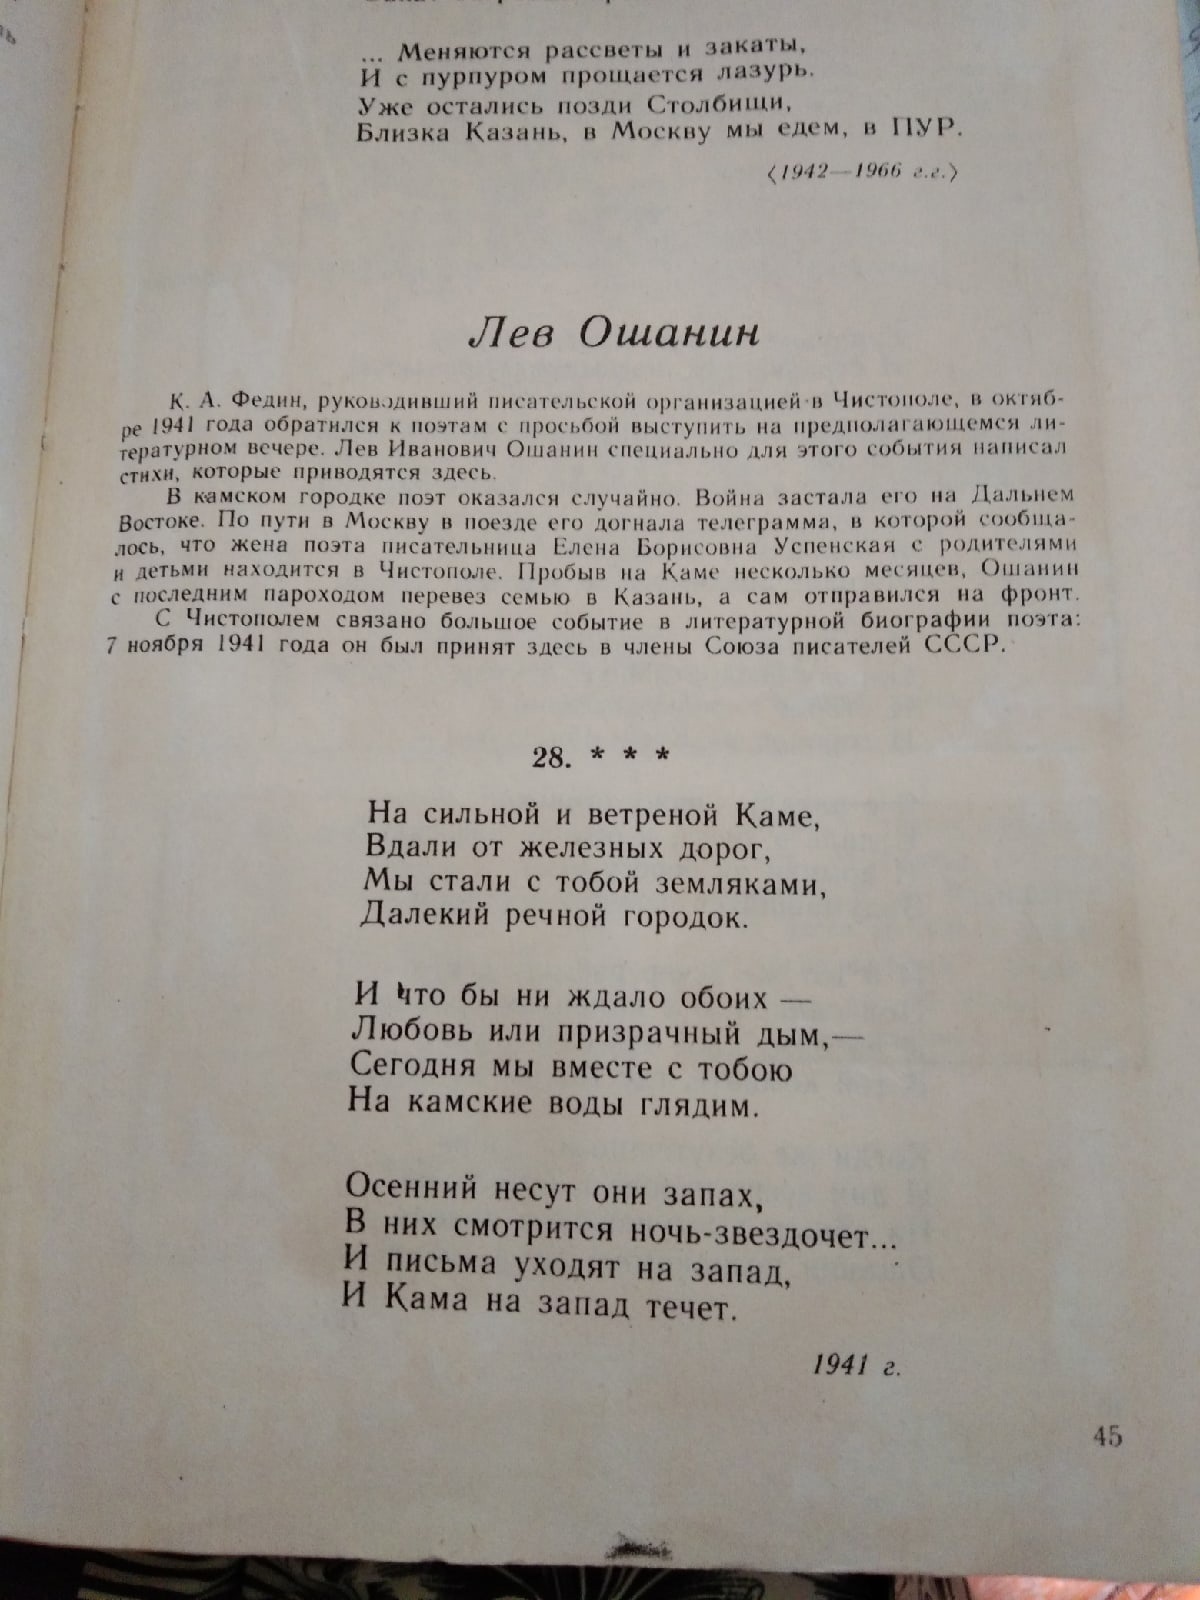 ... Меняются рассветы и закаты,
И с пурпуром прощается лазурь.
Уже остались позди Столбищи,
Близка Казань, в Москву мы едем, в ПУР.
⟨1942—1966 г.г.⟩
Лев Ошанин
К. А. Федин, руководивший писательской организацией в Чистополе, в октяб-
ре 1941 года обратился к поэтам с просьбой выступить на предполагающемся ли-
тературном вечере. Лев Иванович Ошанин специально для этого события написал
стихи, которые приводятся здесь.
В камском городке поэт оказался случайно. Война застала его на Дальнем
Востоке. По пути в Москву в поезде его догнала телеграмма, в которой сообща-
лось, что жена поэта писательница Елена Борисовна Успенская с родителями
и детьми находится в Чистополе. Пробыв на Каме несколько месяцев, Ошанин
с последним пароходом перевез семью в Казань, а сам отправился на фронт.
С Чистополем связано большое событие в литературной биографии поэта:
7 ноября 1941 года он был принят здесь в члены Союза писателей СССР.
28. * * *
На сильной и ветреной Каме,
Вдали от железных дорог,
Мы стали с тобой земляками,
Далекий речной городок.
И что бы ни ждало обоих —
Любовь или призрачный дым,—
Сегодня мы вместе с тобою
На камские воды глядим.
Осенний несут они запах,
В них смотрится ночь-звездочет...
И письма уходят на запад,
И Кама на запад течет.
1941 г.
45